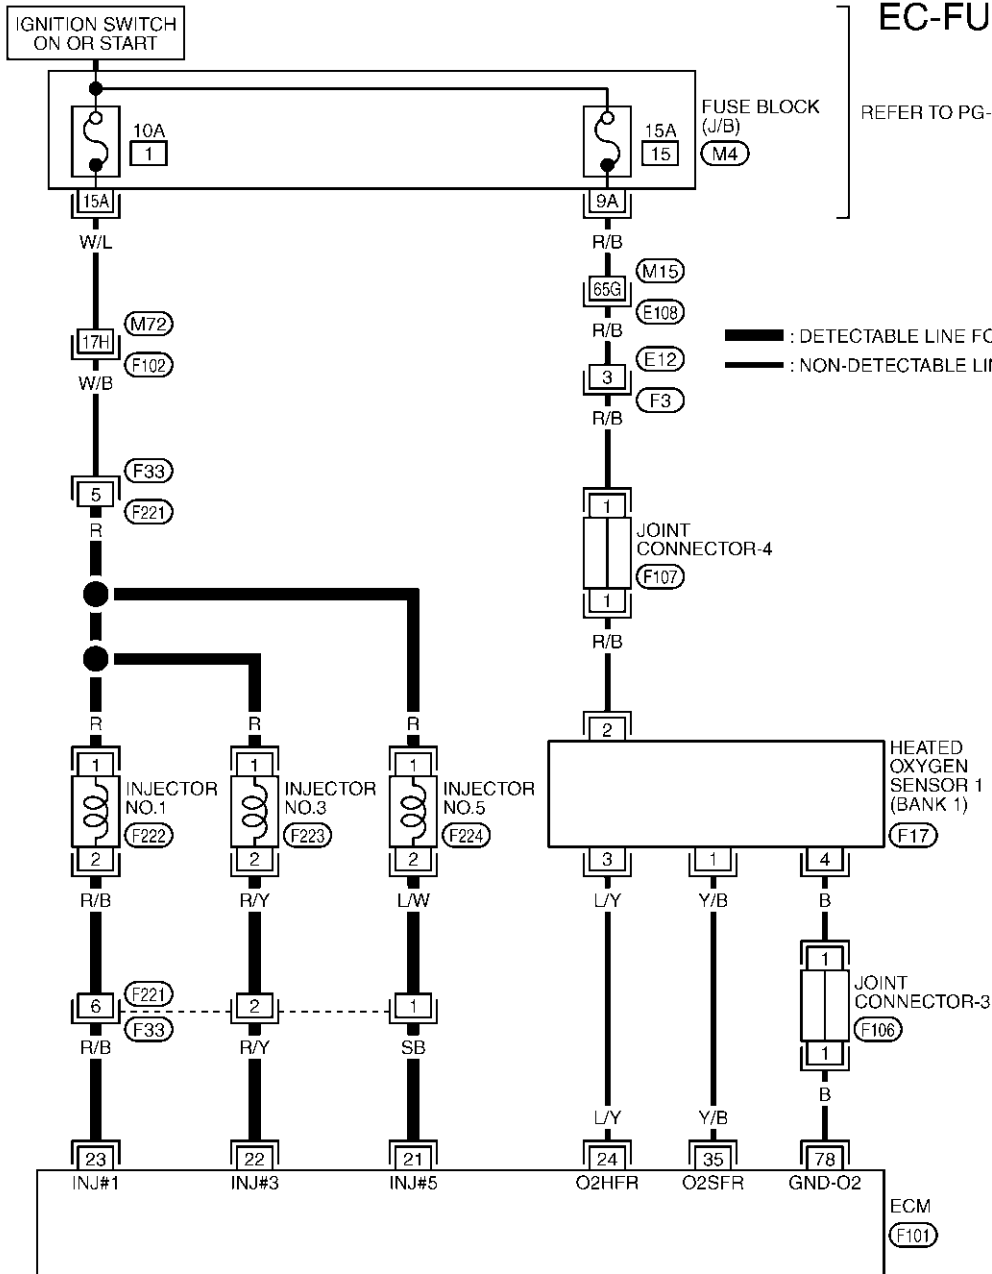 EC-FU
IGNITION SWITCH
ON OR START
FUSE BLOCK
(J/B)
M4
REFER TO PG-
10A
1
15A
15
15A
9A
W/L
R/B
M15
65G
E108
M72
17H
F102
R/B
: DETECTABLE LINE FO
: NON-DETECTABLE LIN
E12
3
F3
W/B
R/B
F33
5
F221
R
1
JOINT
CONNECTOR-4
F107
1
R/B
2
R
R
R
1
INJECTOR
NO.1
F222
2
1
INJECTOR
NO.3
F223
2
1
INJECTOR
NO.5
F224
2
HEATED
OXYGEN
SENSOR 1
(BANK 1)
F17
3
1
4
R/B
R/Y
L/W
L/Y
Y/B
B
6
F221
F33
2
1
1
JOINT
CONNECTOR-3
F106
1
R/B
R/Y
SB
B
L/Y
Y/B
23
22
21
24
35
78
INJ#1
INJ#3
INJ#5
O2HFR
O2SFR
GND-O2
ECM
F101